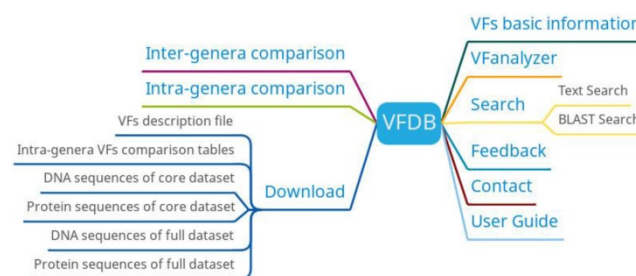 Inter-genera comparison
Intra-genera comparison
VFs description file
Intra-genera VFs comparison tables
DNA sequences of core dataset
Protein sequences of core dataset
DNA sequences of full dataset
Protein sequences of full dataset
Download
VFDB
VFs basic information
VFanalyzer
Search
Text Search
BLAST Search
Feedback
Contact
User Guide